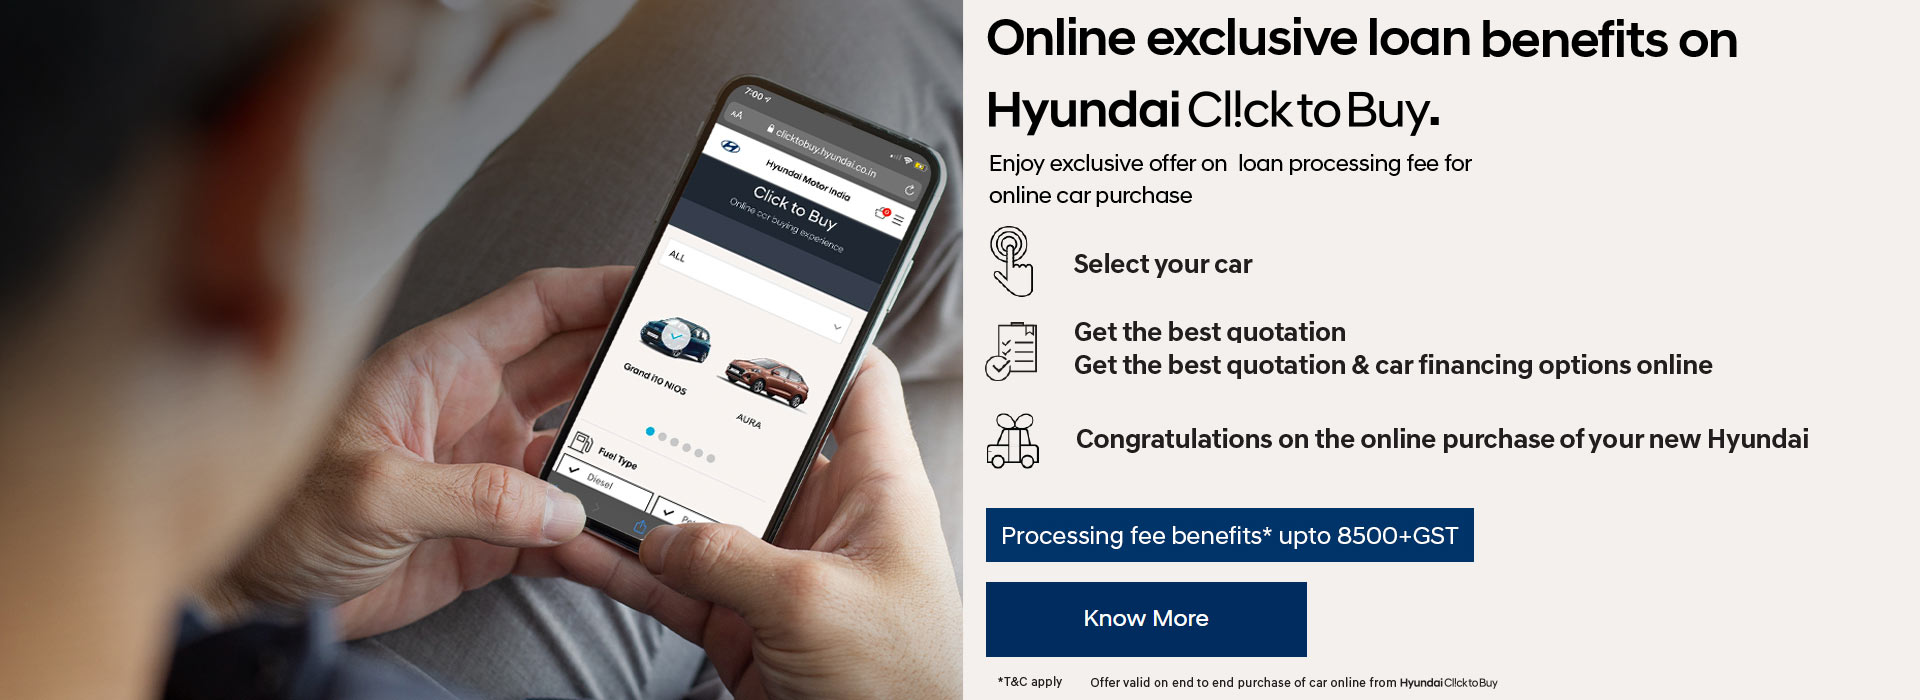 Online exclusive loan benefits on
Hyundai Cl!ck to Buy.
Enjoy exclusive offer on loan processing fee for
online car purchase
Select your car
Get the best quotation
Get the best quotation & car financing options online
Congratulations on the online purchase of your new Hyundai
Processing fee benefits* upto 8500+GST
Know More
*T&C apply Offer valid on end to end purchase of car online from Hyundai Cl!ck to Buy
7:00
AA clicktobuy.hyundai.co.in
Hyundai Motor India
0
Click to Buy
Online car buying experience
ALL
Grand i10 NIOS
AURA
Fuel Type
Diesel